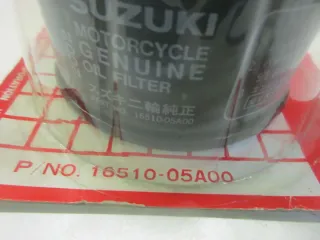 SUZUKI
MOTORCYCLE
GENUINE
OIL FILTER
スズキ二輪純正
16510-05A00
P/NO. 16510-05A00